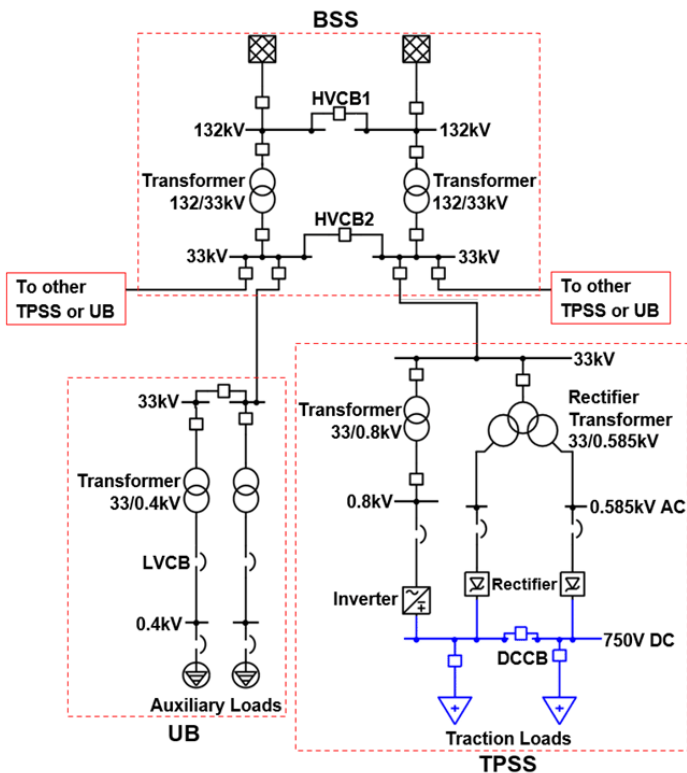 BSS
HVCB1
132kV
132kV
Transformer
132/33kV
Transformer
132/33kV
HVCB2
33kV
33kV
To other
TPSS or UB
To other
TPSS or UB
33kV
33kV
Transformer
33/0.8kV
Rectifier
Transformer
33/0.585kV
Transformer
33/0.4kV
0.8kV
0.585kV AC
LVCB
Inverter
Rectifier
0.4kV
750V DC
DCCB
Auxiliary Loads
UB
Traction Loads
TPSS